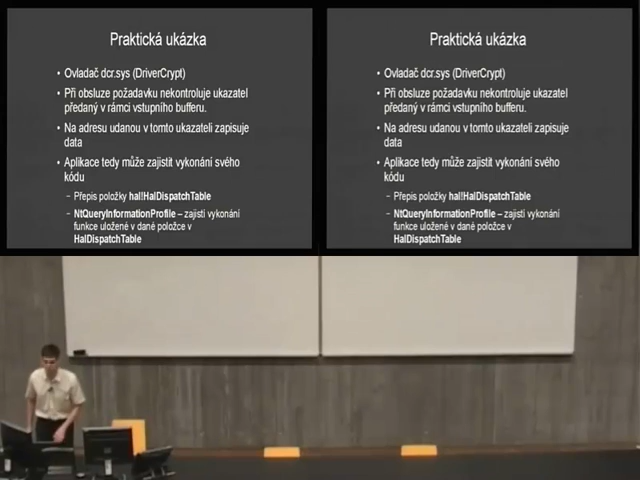 Praktická ukázka
• Ovladač dcr.sys (DriverCrypt)
• Při obsluze požadavku nekontroluje ukazatel
předaný v rámci vstupního bufferu.
• Na adresu udanou v tomto ukazateli zapisuje
data
• Aplikace tedy může zajistit vykonání svého
kódu
– Přepis položky hal!HalDispatchTable
– NtQueryInformationProfile – zajistí vykonání
funkce uložené v dané položce v
HalDispatchTable
Praktická ukázka
• Ovladač dcr.sys (DriverCrypt)
• Při obsluze požadavku nekontroluje ukazatel
předaný v rámci vstupního bufferu.
• Na adresu udanou v tomto ukazateli zapisuje
data
• Aplikace tedy může zajistit vykonání svého
kódu
– Přepis položky hal!HalDispatchTable
– NtQueryInformationProfile – zajistí vykonání
funkce uložené v dané položce v
HalDispatchTable